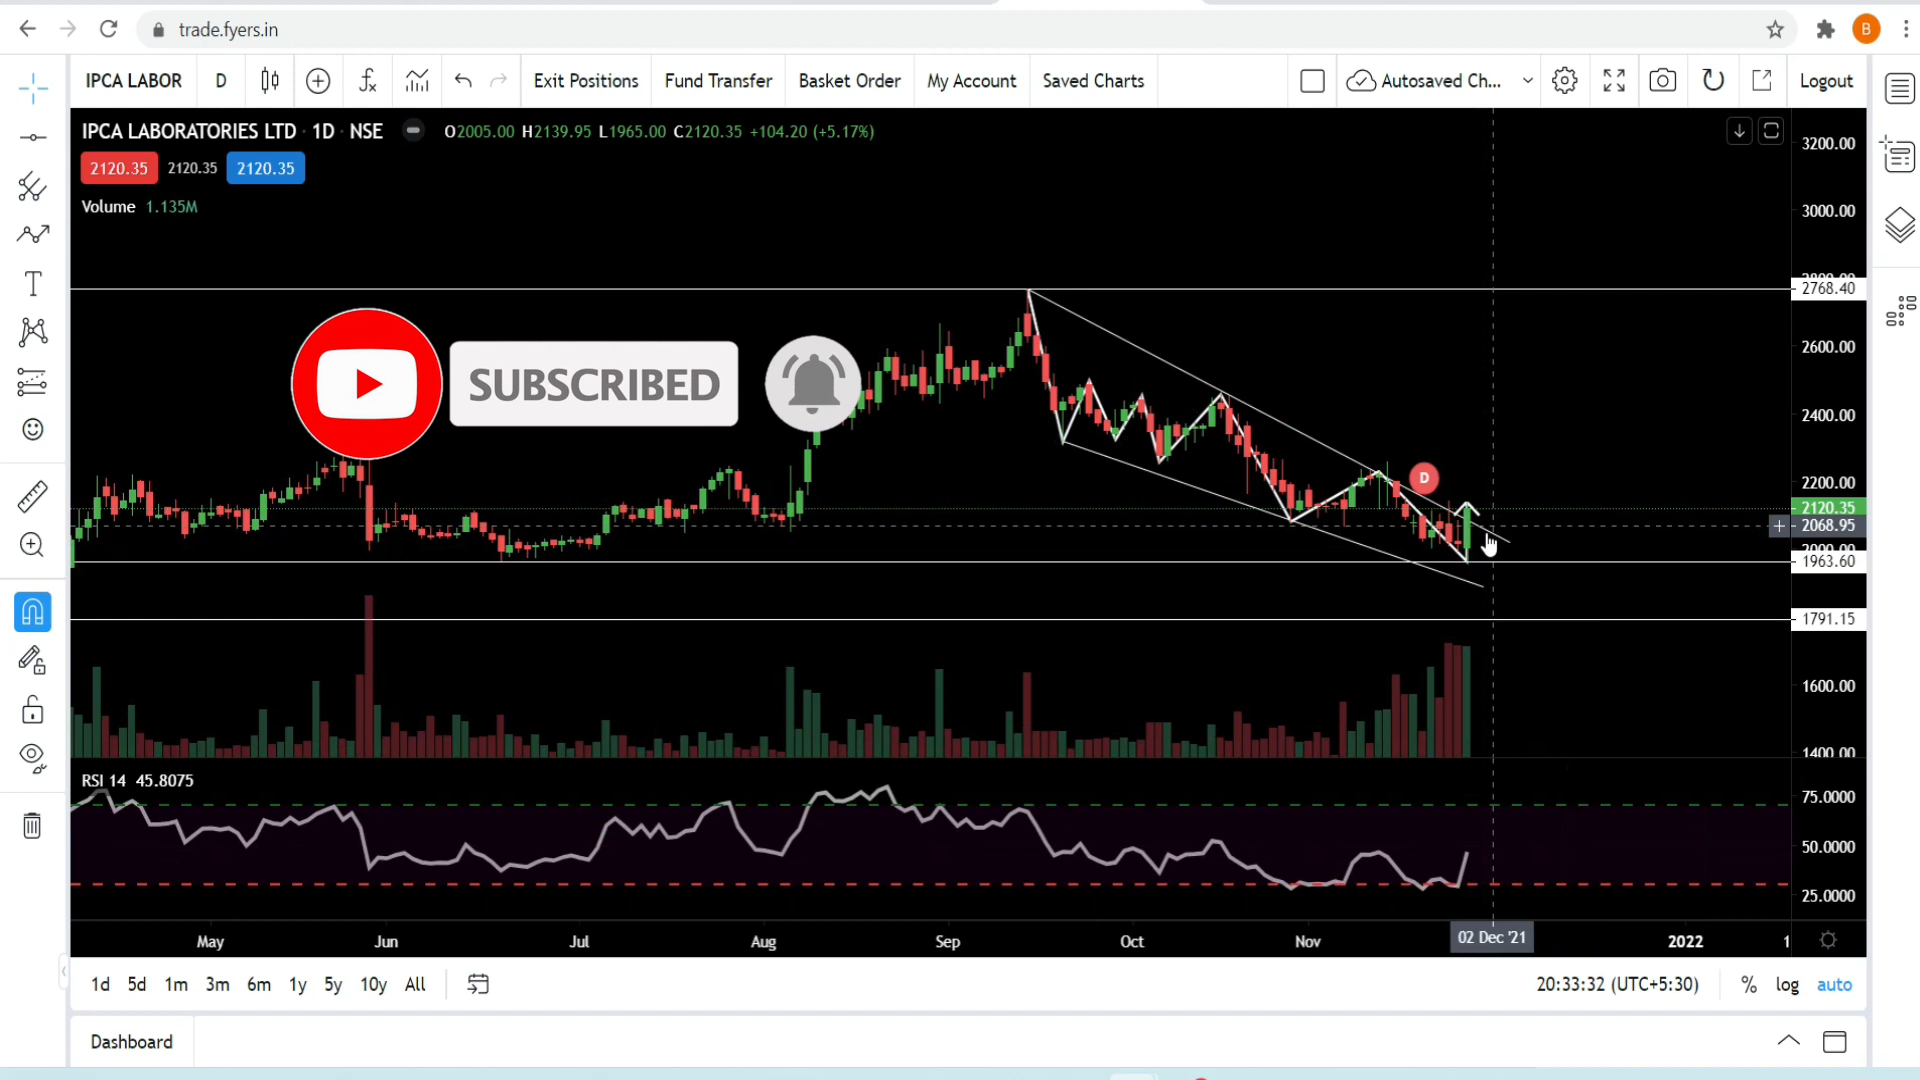 trade.fyers.in
B
IPCA LABOR D Exit Positions Fund Transfer Basket Order My Account Saved Charts Autosaved Ch... Logout
IPCA LABORATORIES LTD · 1D · NSE O2005.00 H2139.95 L1965.00 C2120.35 +104.20 (+5.17%)
2120.35 2120.35 2120.35
Volume 1.135M
3200.00
3000.00
2800.00
2768.40
2600.00
SUBSCRIBED
2400.00
D
2200.00
2120.35
2068.95
2000.00
1963.60
1791.15
1600.00
1400.00
RSI 14 45.8075
75.0000
50.0000
25.0000
May Jun Jul Aug Sep Oct Nov 02 Dec '21 2022 1
1d 5d 1m 3m 6m 1y 5y 10y All 20:33:32 (UTC+5:30) % log auto
Dashboard